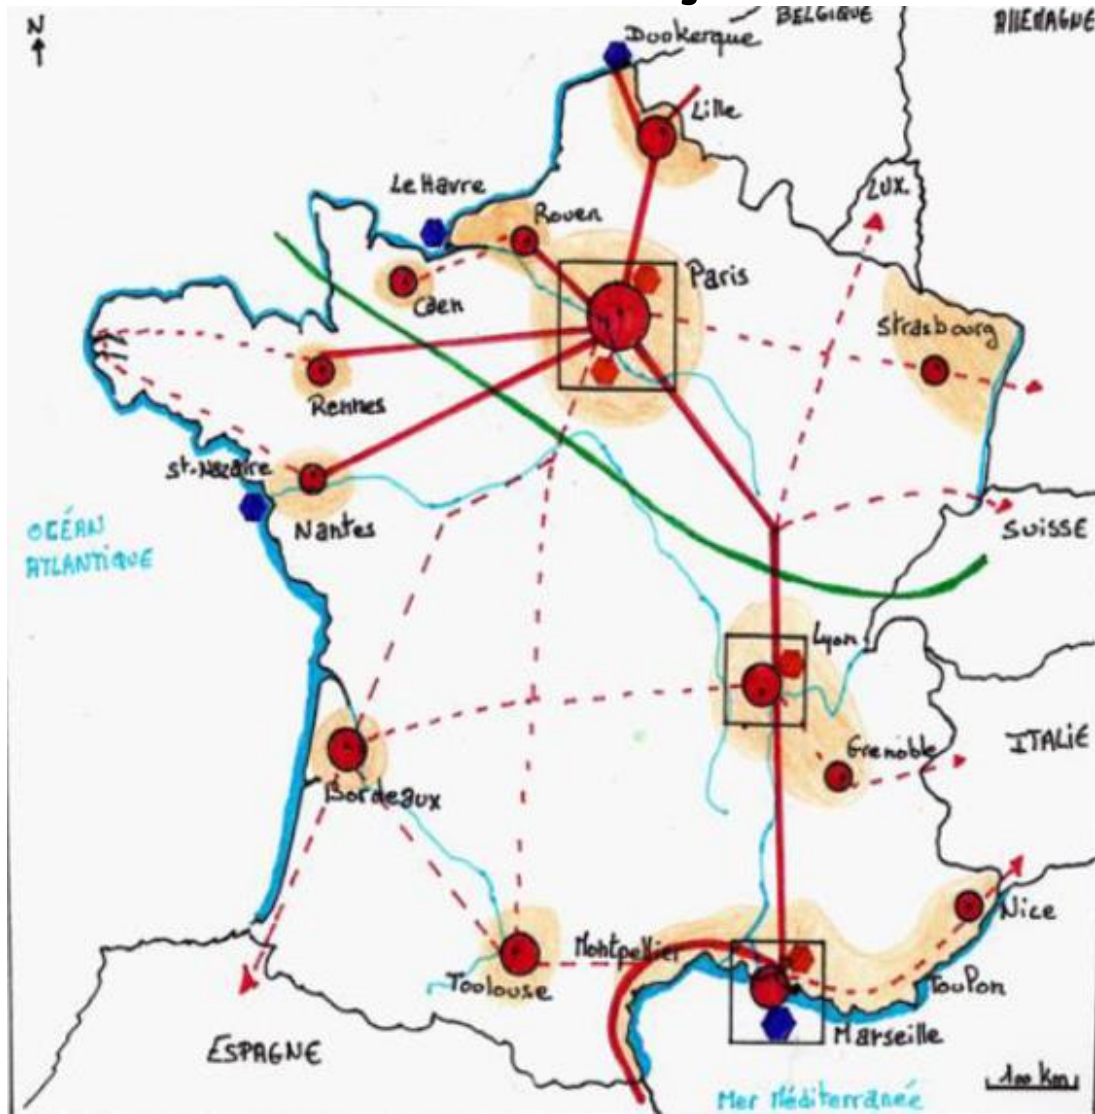 N
BELGIQUE
ALLEMAGNE
Dunkerque
Lille
LUX.
Le Havre
Rouen
Caen
Paris
Strasbourg
Rennes
St-Nazaire
Nantes
OCÉAN
ATLANTIQUE
SUISSE
Lyon
Grenoble
ITALIE
Bordeaux
Nice
Montpellier
Toulouse
Toulon
Marseille
ESPAGNE
100 km
Mer Méditerranée